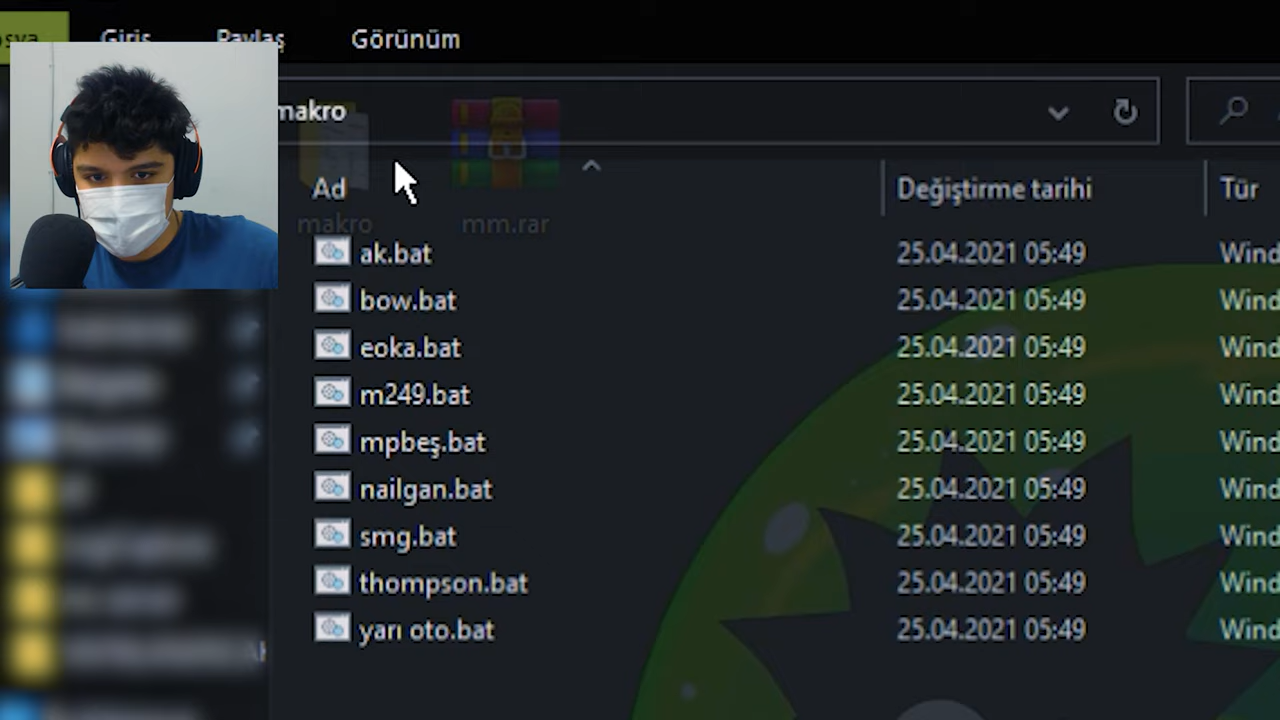 Giriş Paylaş Görünüm
makro
Ad Değiştirme tarihi Tür
makro mm.rar
ak.bat 25.04.2021 05:49 Wind
bow.bat 25.04.2021 05:49 Wind
eoka.bat 25.04.2021 05:49 Wind
m249.bat 25.04.2021 05:49 Wind
mpbeş.bat 25.04.2021 05:49 Wind
nailgan.bat 25.04.2021 05:49 Wind
smg.bat 25.04.2021 05:49 Wind
thompson.bat 25.04.2021 05:49 Wind
yarı oto.bat 25.04.2021 05:49 Wind